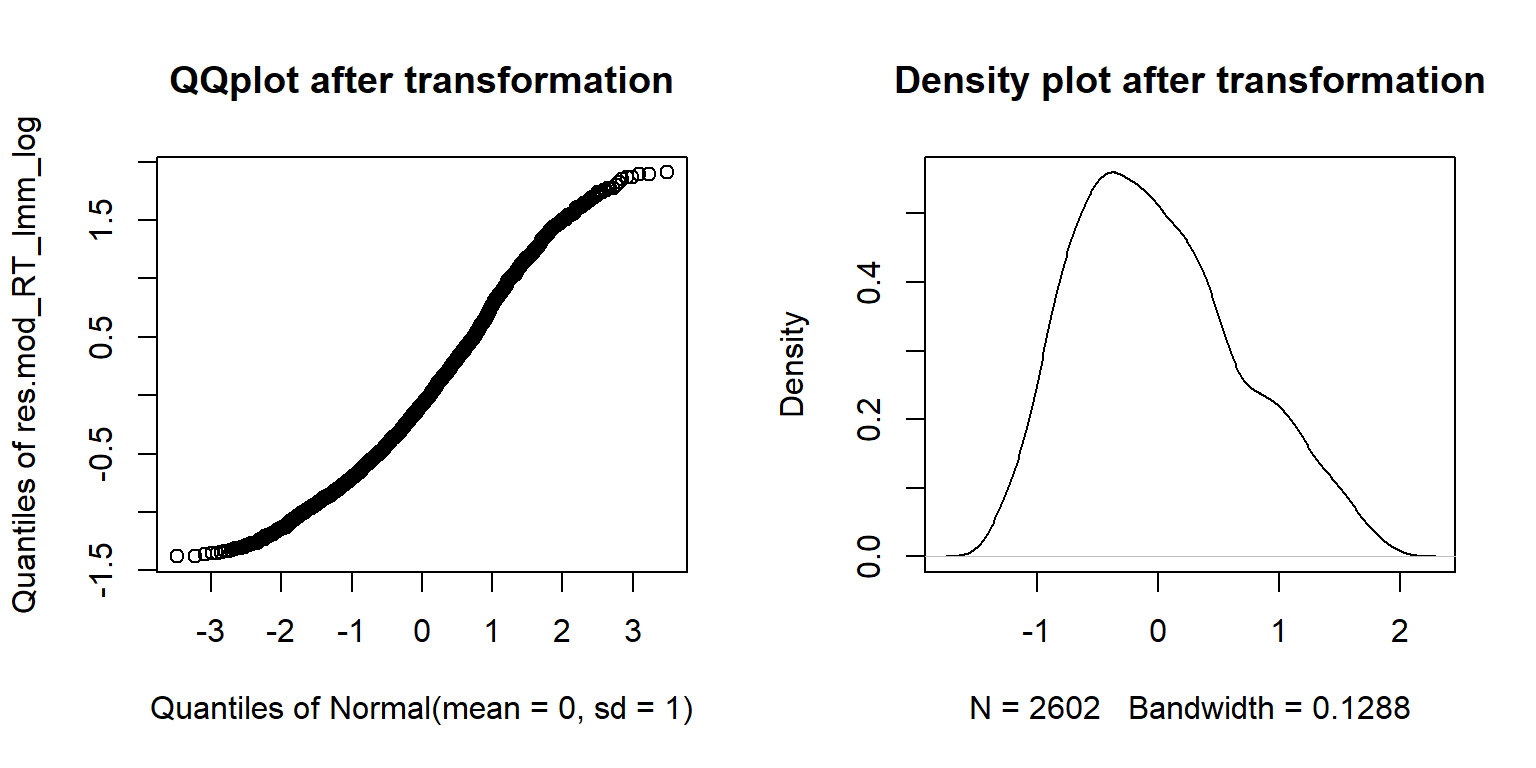 QQplot after transformation
Quantiles of res.mod_RT_lmm_log
1.5
0.5
-0.5
-1.5
-3 -2 -1 0 1 2 3
Quantiles of Normal(mean = 0, sd = 1)
Density plot after transformation
Density
0.4
0.2
0.0
-1 0 1 2
N = 2602 Bandwidth = 0.1288